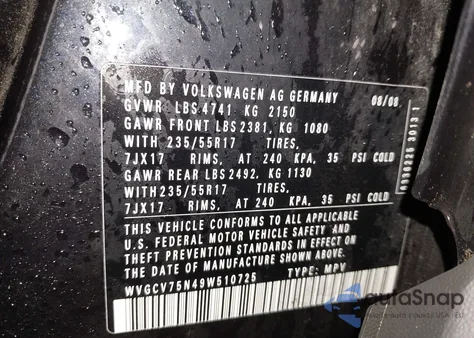 MFD BY VOLKSWAGEN AG GERMANY 08/08
GVWR LBS 4741 KG 2150
GAWR FRONT LBS 2381, KG 1080
WITH 235/55R17 TIRES,
7JX17 RIMS, AT 240 KPA, 35 PSI COLD
GAWR REAR LBS 2492, KG 1130
WITH 235/55R17 TIRES,
7JX17 RIMS, AT 240 KPA, 35 PSI COLD
THIS VEHICLE CONFORMS TO ALL APPLICABLE
U.S. FEDERAL MOTOR VEHICLE SAFETY AND
THEFT PREVENTION STANDARDS IN EFFECT ON
THE DATE OF MANUFACTURE SHOWN ABOVE
WVGCV75N49W510725 TYPE: MPV
autaSnap